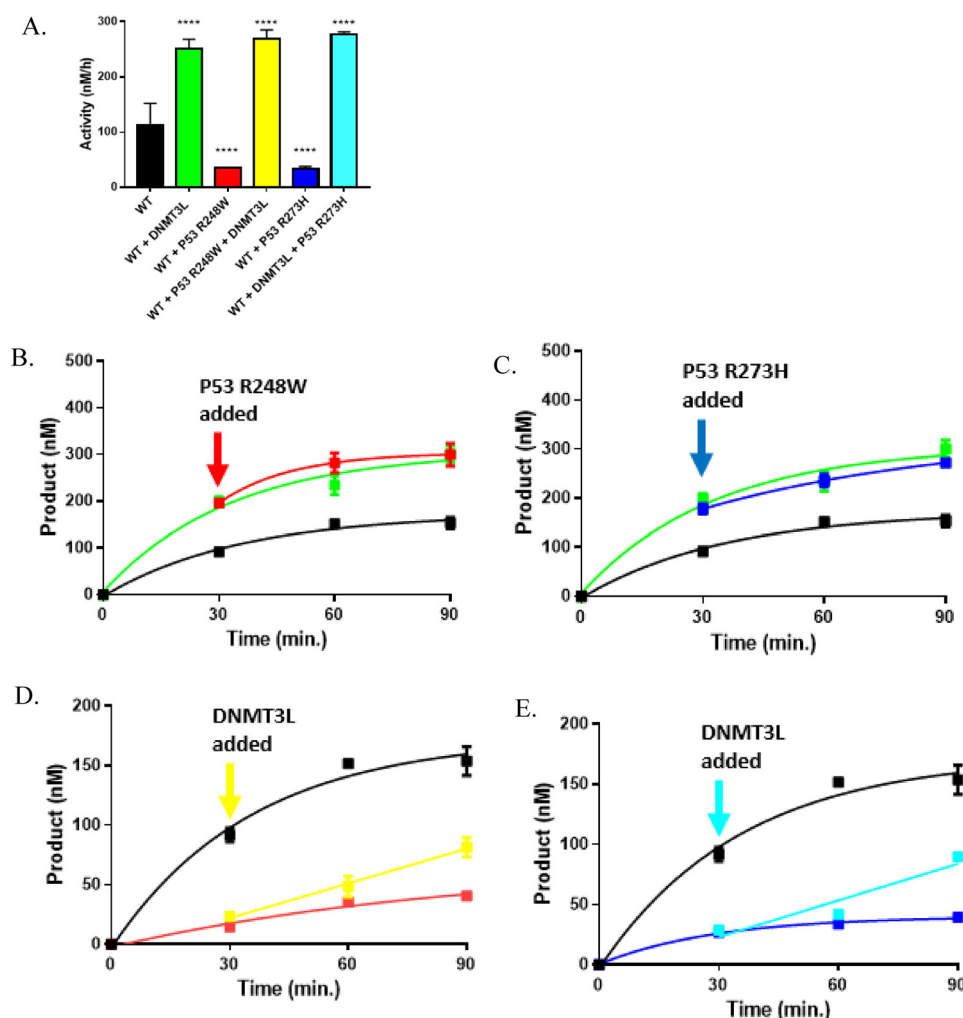 A.
400
300
200
100
0
Activity (nM/h)
****
****
****
****
****
WT
WT + DNMT3L
WT + P53 R248W
WT + P53 R248W + DNMT3L
WT + P53 R273H
WT + DNMT3L + P53 R273H
B.
500
400
300
200
100
0
Product (nM)
P53 R248W
added
0 30 60 90
Time (min.)
C.
500
400
300
200
100
0
Product (nM)
P53 R273H
added
0 30 60 90
Time (min.)
D.
200
150
100
50
0
Product (nM)
DNMT3L
added
0 30 60 90
Time (min.)
E.
200
150
100
50
0
Product (nM)
DNMT3L
added
0 30 60 90
Time (min.)